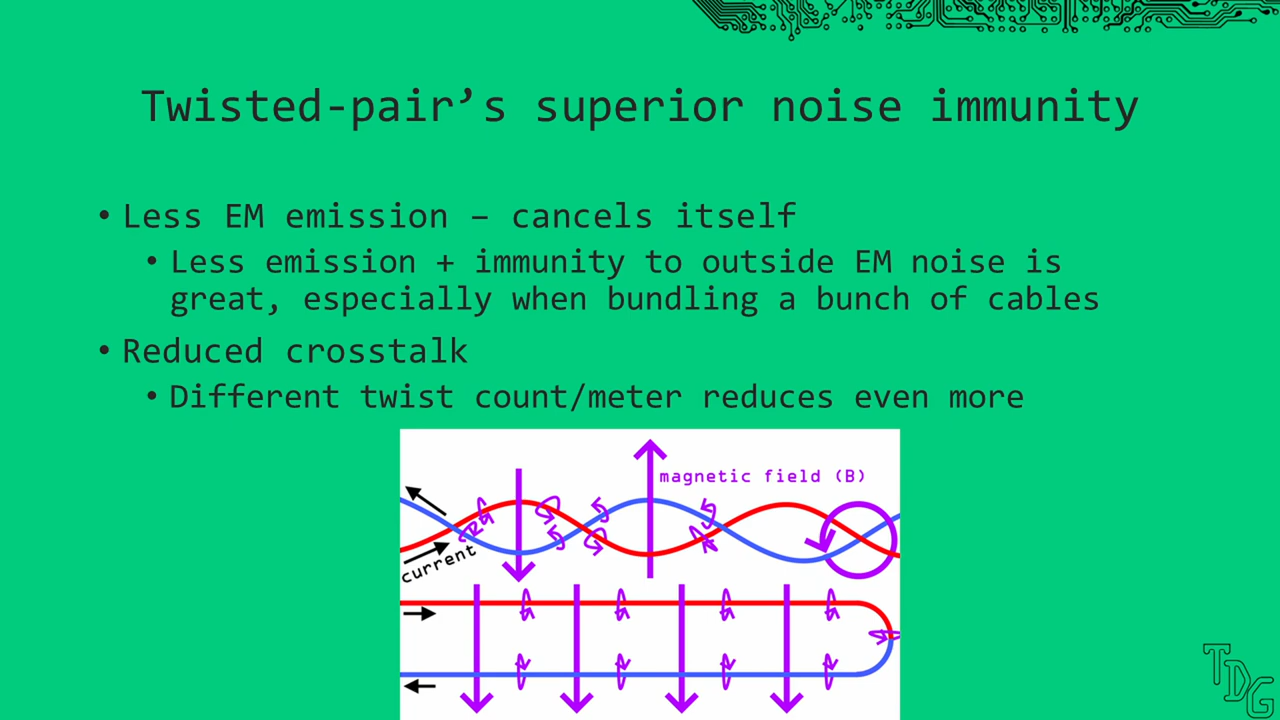 Twisted-pair’s superior noise immunity
• Less EM emission – cancels itself
• Less emission + immunity to outside EM noise is
great, especially when bundling a bunch of cables
• Reduced crosstalk
• Different twist count/meter reduces even more
magnetic field (B)
current
TDG